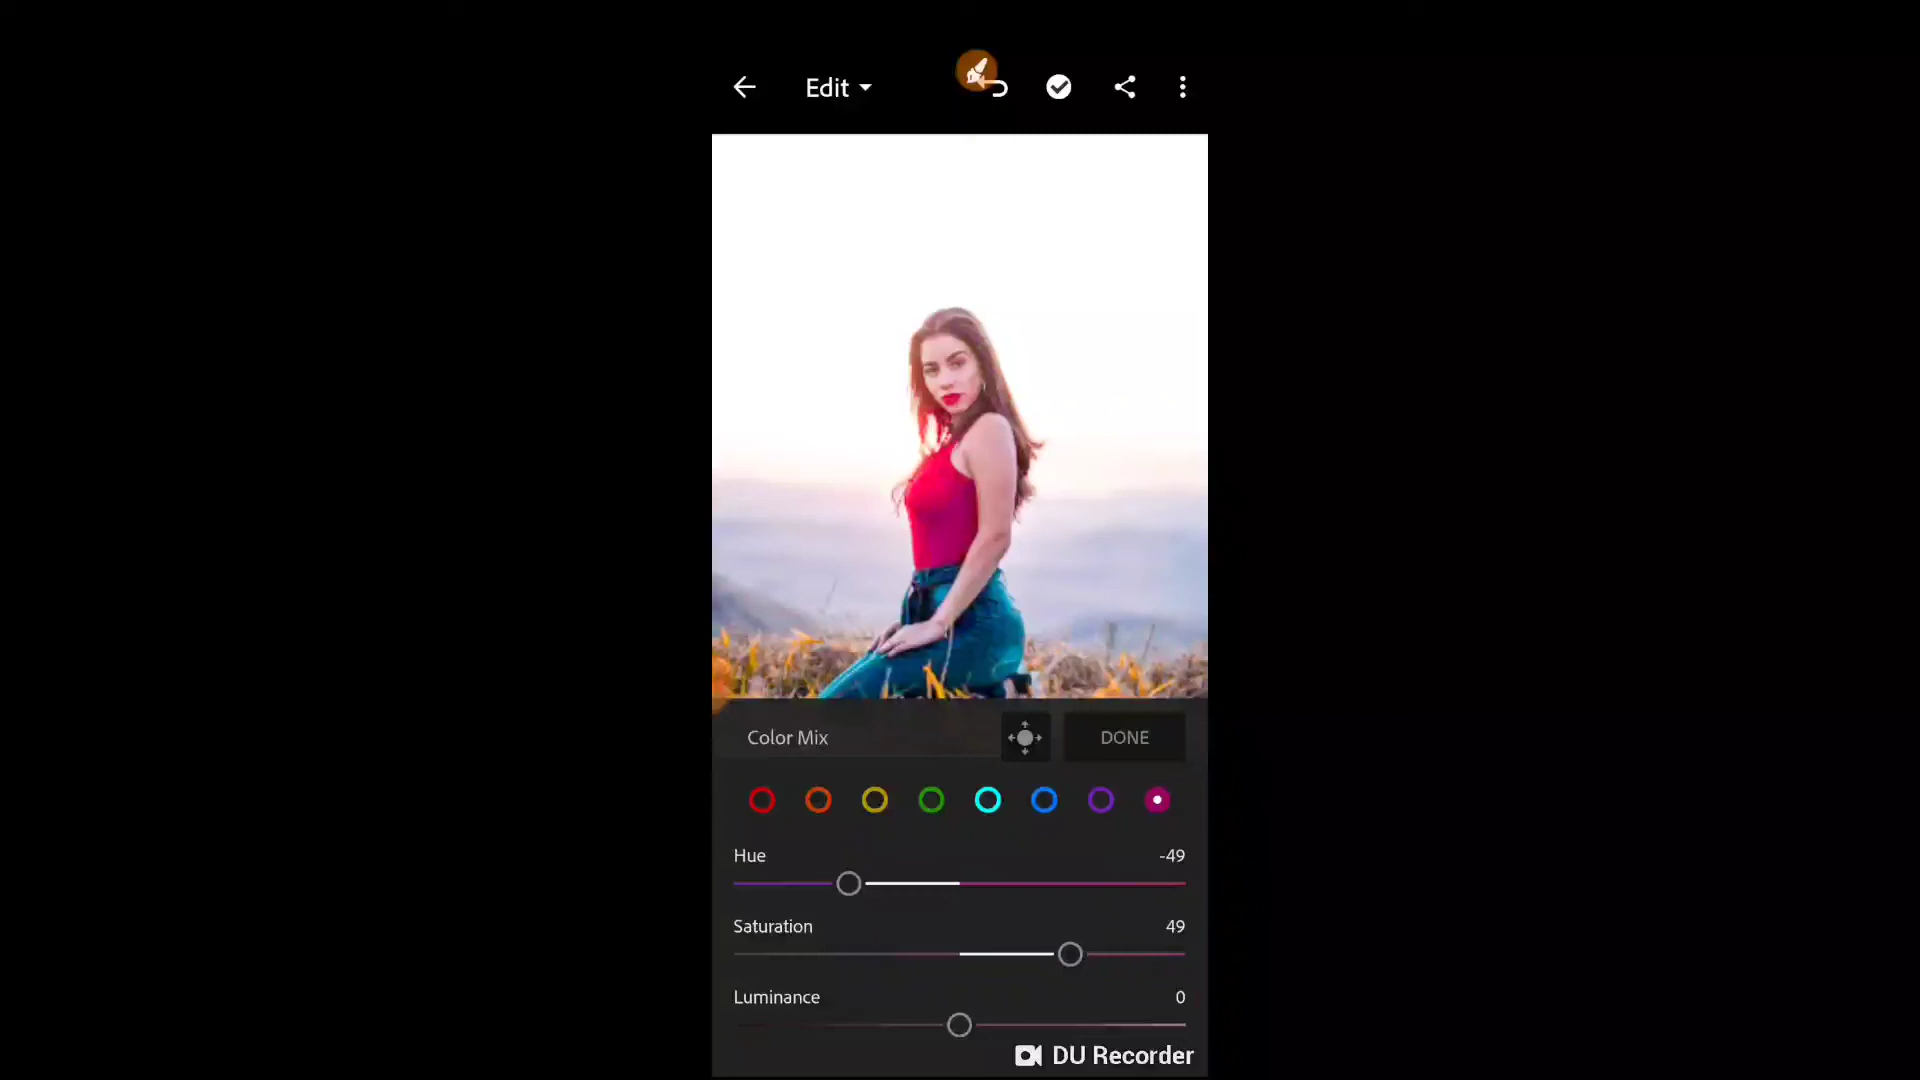 Edit
Color Mix
DONE
Hue -49
Saturation 49
Luminance 0
DU Recorder